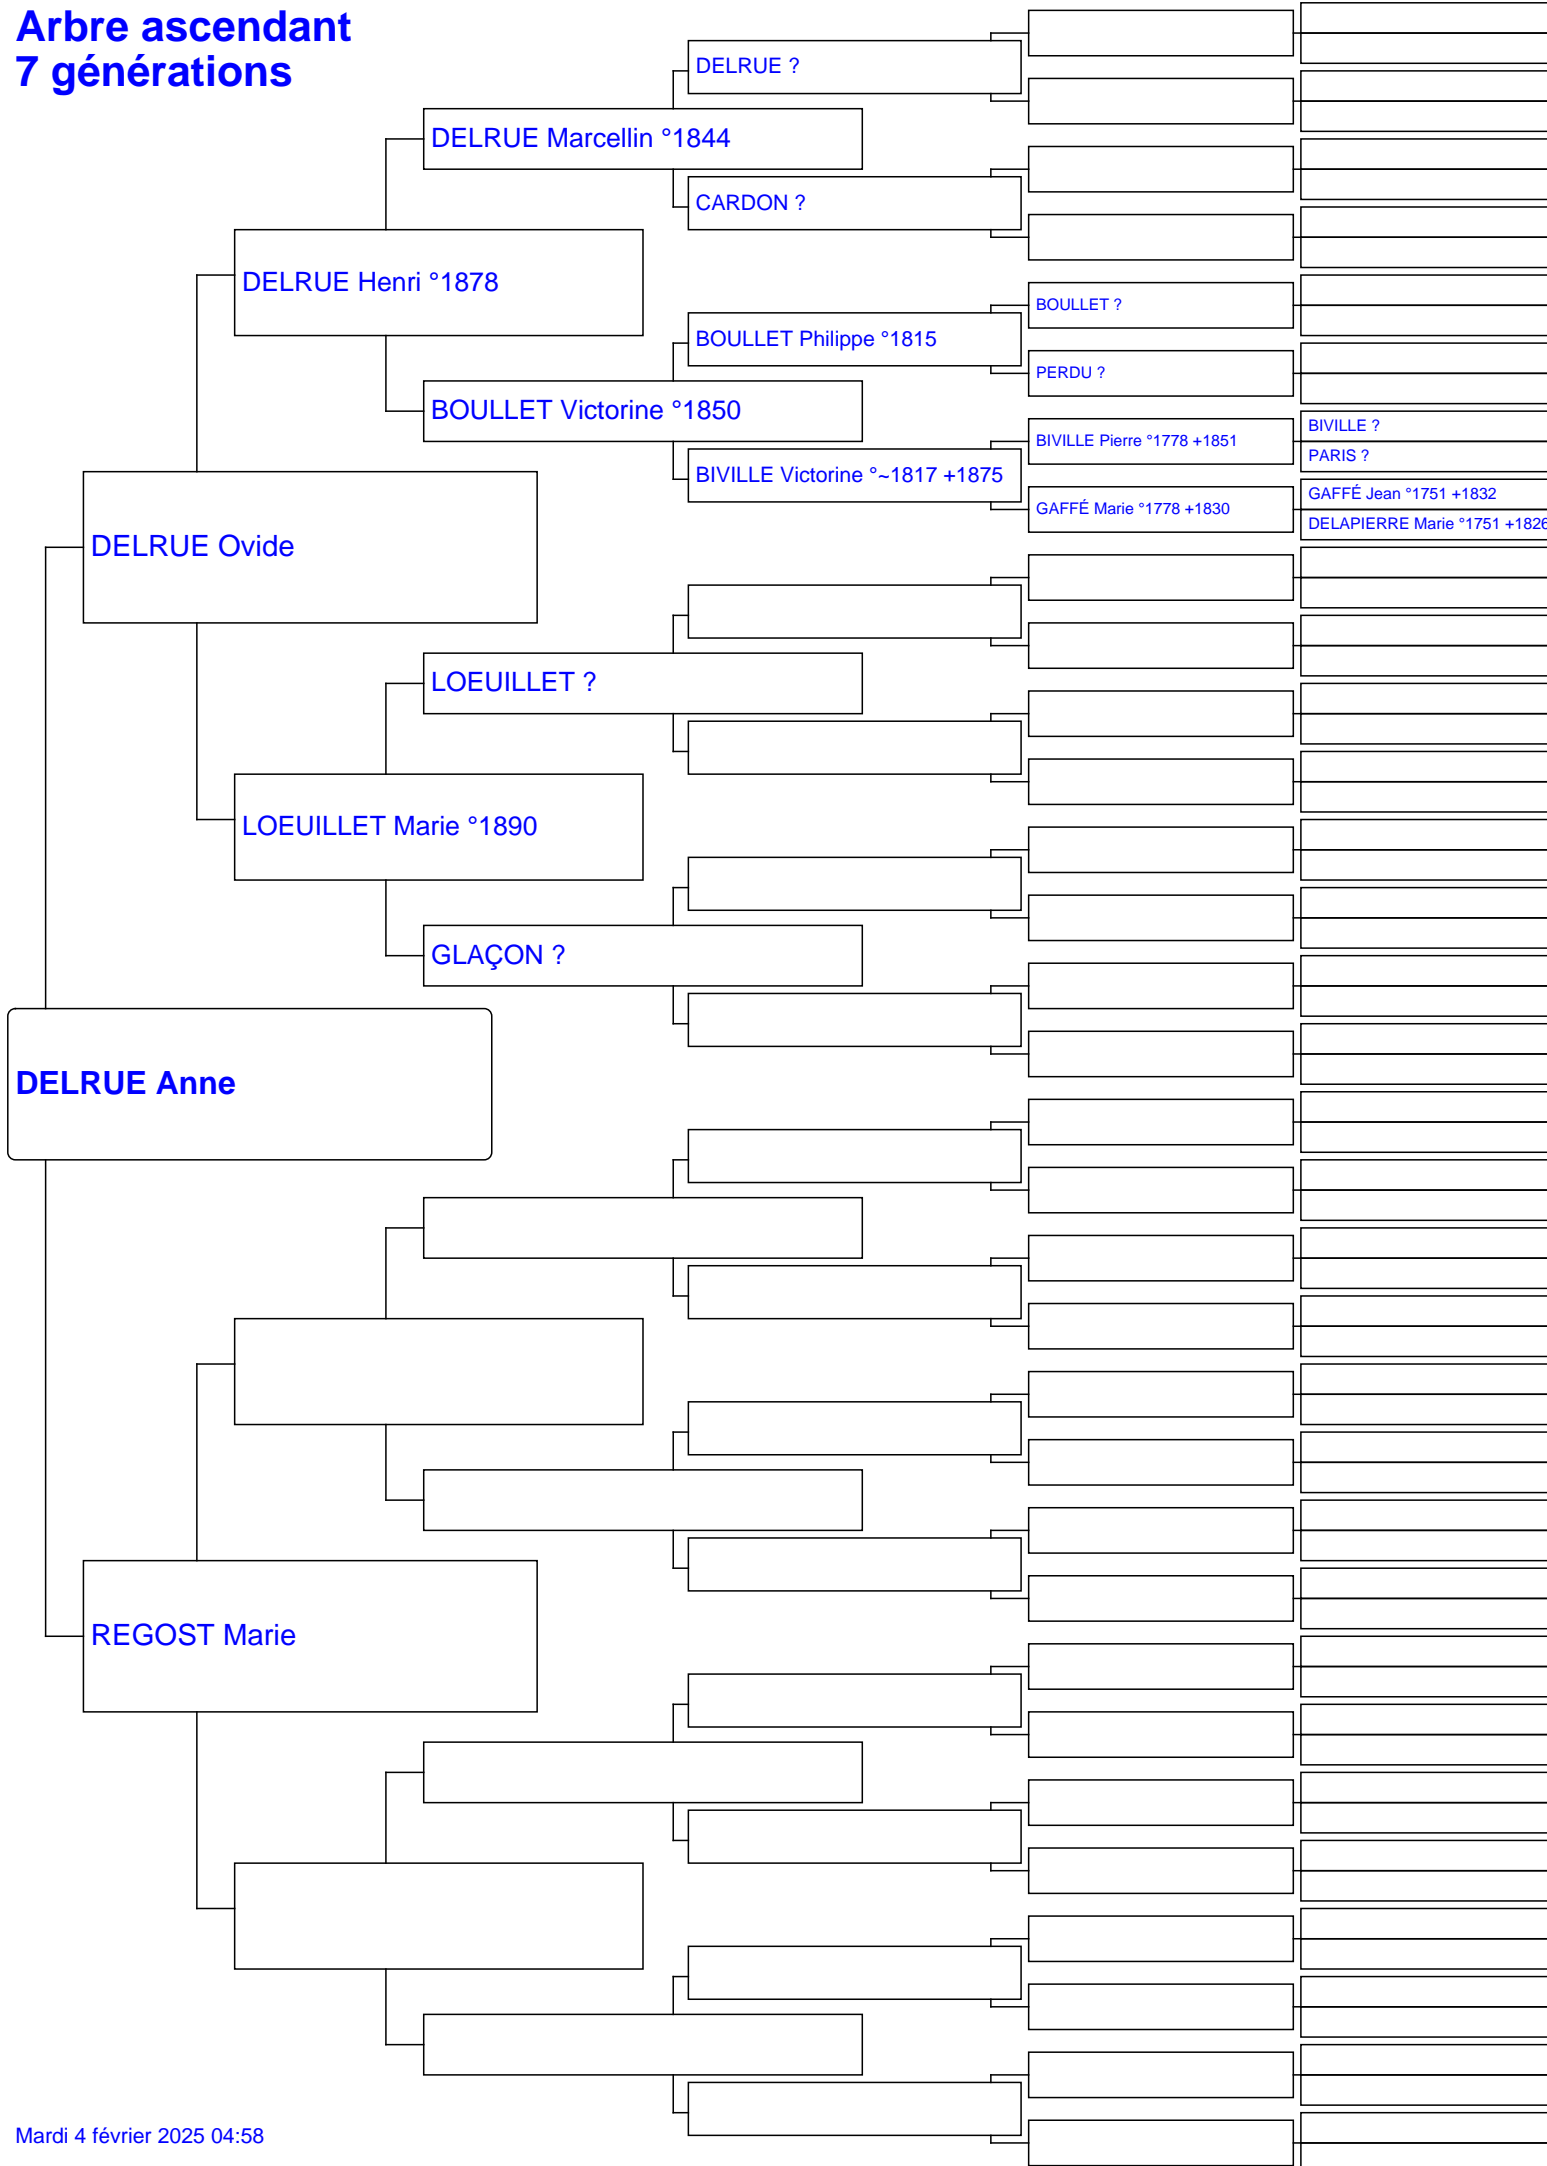 Arbre ascendant
7 générations
DELRUE ?
DELRUE Marcellin °1844
CARDON ?
DELRUE Henri °1878
BOULLET ?
BOULLET Philippe °1815
PERDU ?
BOULLET Victorine °1850
BIVILLE ?
BIVILLE Pierre °1778 +1851
PARIS ?
BIVILLE Victorine °~1817 +1875
GAFFÉ Jean °1751 +1832
GAFFÉ Marie °1778 +1830
DELAPIERRE Marie °1751 +1826
DELRUE Ovide
LOEUILLET ?
LOEUILLET Marie °1890
GLAÇON ?
DELRUE Anne
REGOST Marie
Mardi 4 février 2025 04:58